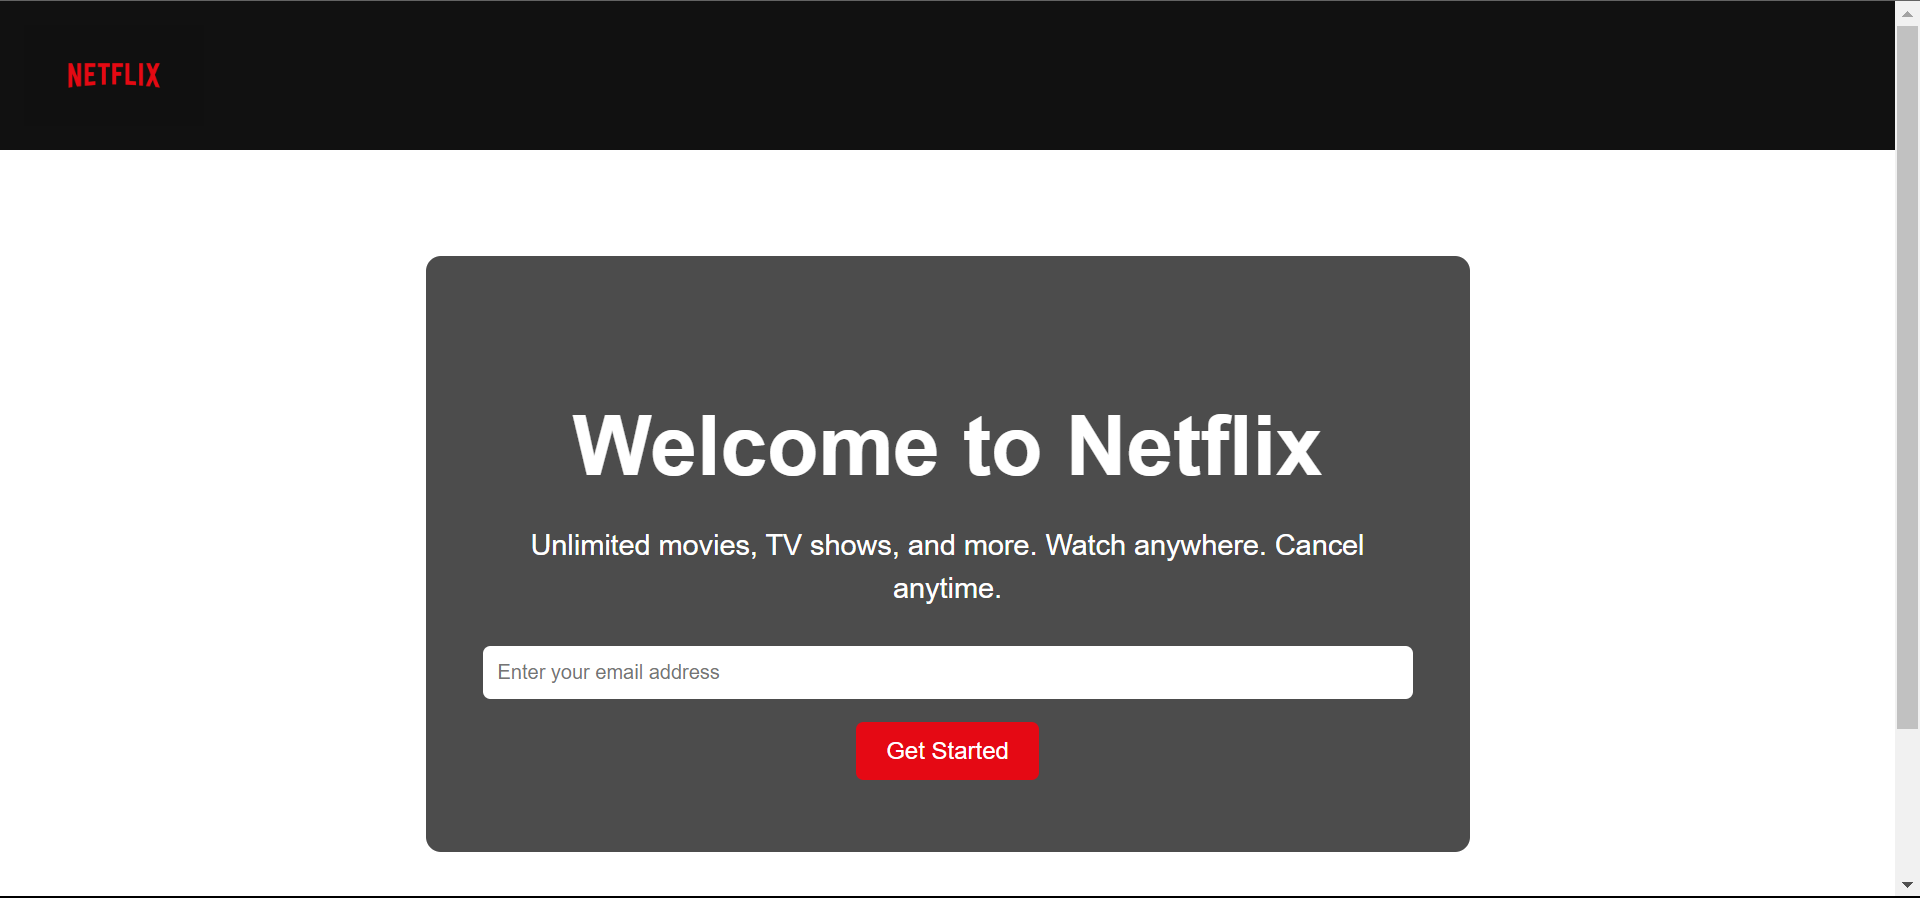 NETFLIX
Welcome to Netflix
Unlimited movies, TV shows, and more. Watch anywhere. Cancel
anytime.
Enter your email address
Get Started